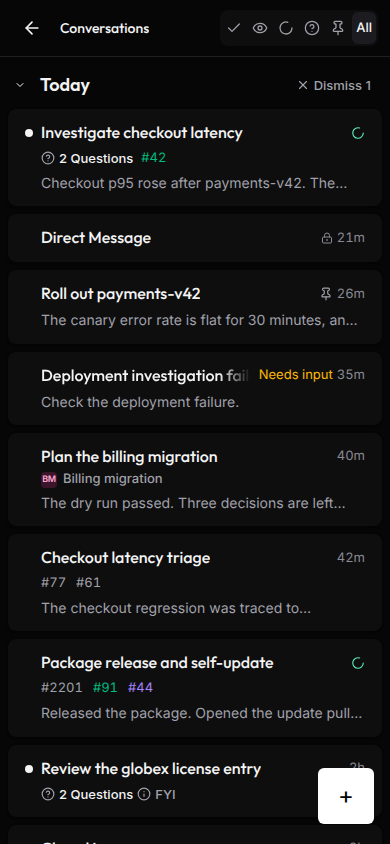 Conversations All
Today Dismiss 1
Investigate checkout latency
2 Questions #42
Checkout p95 rose after payments-v42. The...
Direct Message 21m
Roll out payments-v42 26m
The canary error rate is flat for 30 minutes, an...
Deployment investigation fail Needs input 35m
Check the deployment failure.
Plan the billing migration 40m
BM Billing migration
The dry run passed. Three decisions are left...
Checkout latency triage 42m
#77 #61
The checkout regression was traced to...
Package release and self-update
#2201 #91 #44
Released the package. Opened the update pull...
Review the globex license entry
2 Questions FYI
+